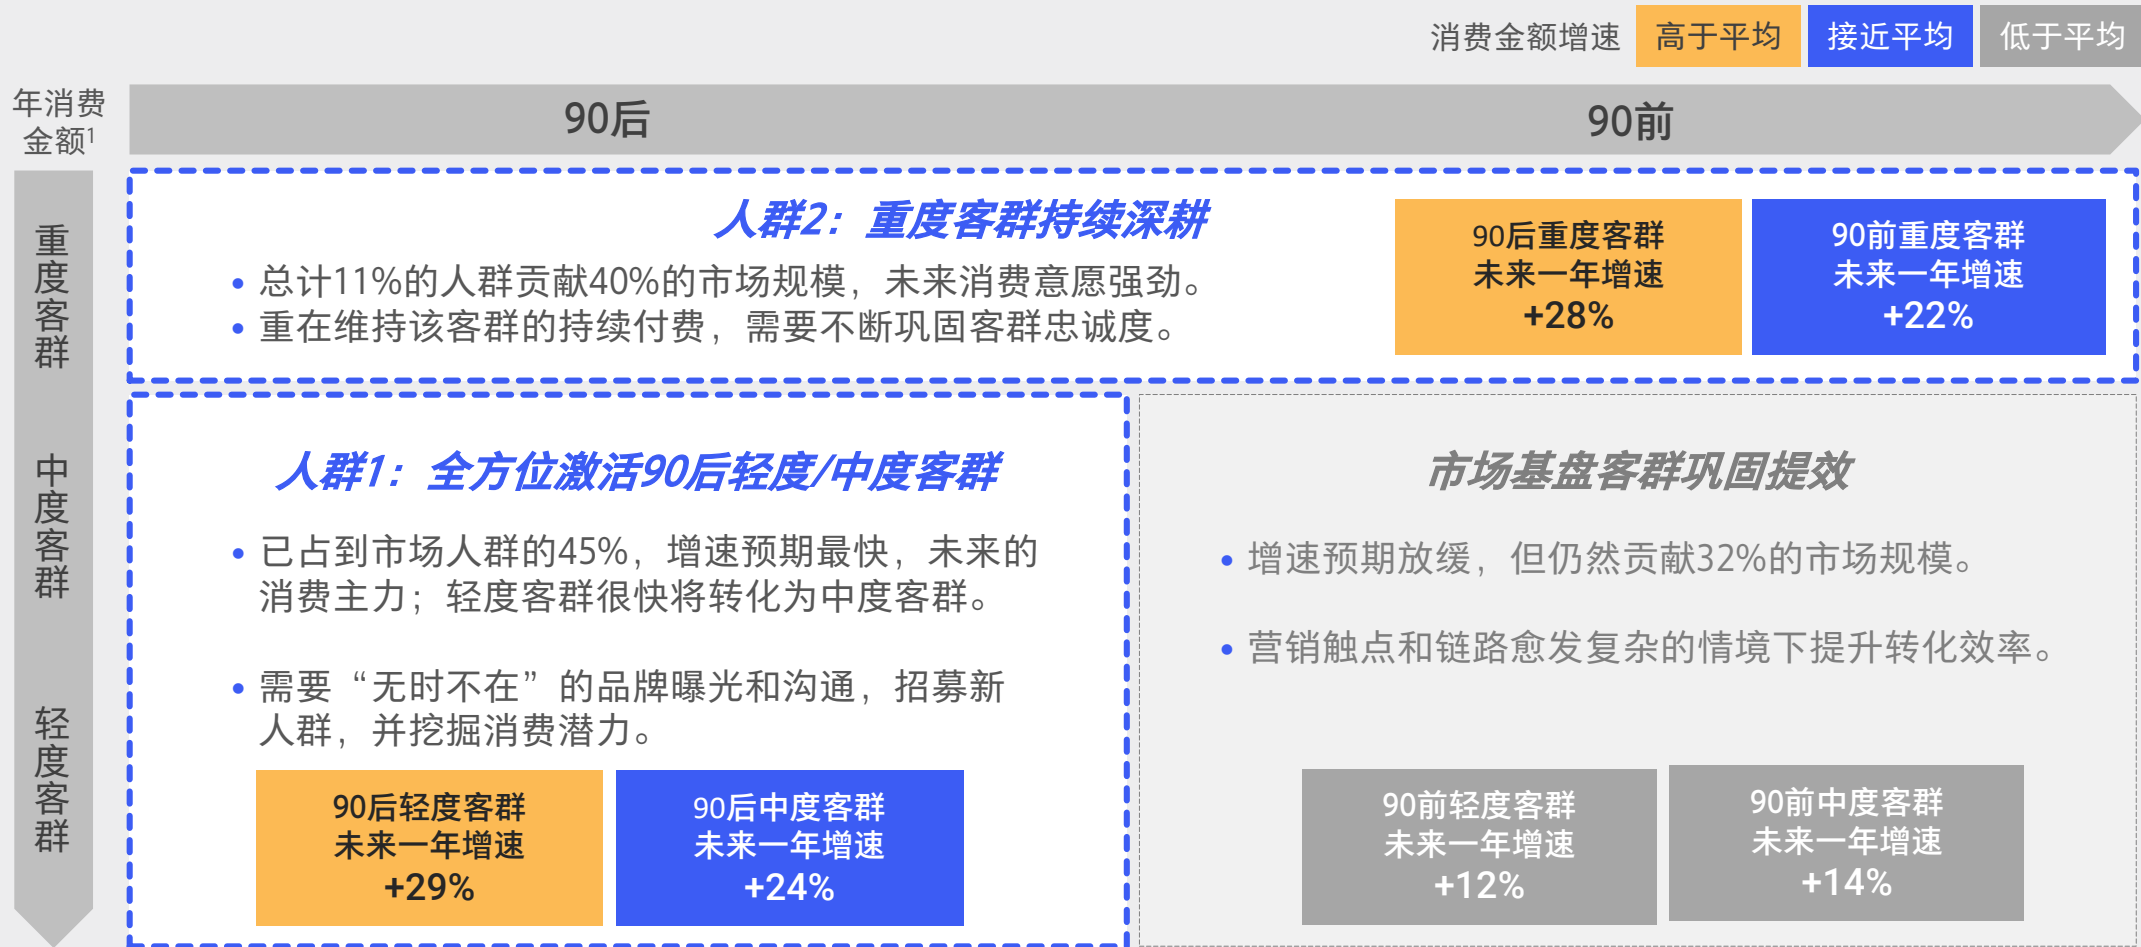 消费金额增速
高于平均
接近平均
低于平均
年消费
金额1
90后
90前
重度客群
人群2：重度客群持续深耕
总计11%的人群贡献40%的市场规模，未来消费意愿强劲。
重在维持该客群的持续付费，需要不断巩固客群忠诚度。
90后重度客群
未来一年增速
+28%
90前重度客群
未来一年增速
+22%
中度客群
轻度客群
人群1：全方位激活90后轻度/中度客群
已占到市场人群的45%，增速预期最快，未来的
消费主力；轻度客群很快将转化为中度客群。
需要“无时不在”的品牌曝光和沟通，招募新
人群，并挖掘消费潜力。
90后轻度客群
未来一年增速
+29%
90后中度客群
未来一年增速
+24%
市场基盘客群巩固提效
增速预期放缓，但仍然贡献32%的市场规模。
营销触点和链路愈发复杂的情境下提升转化效率。
90前轻度客群
未来一年增速
+12%
90前中度客群
未来一年增速
+14%